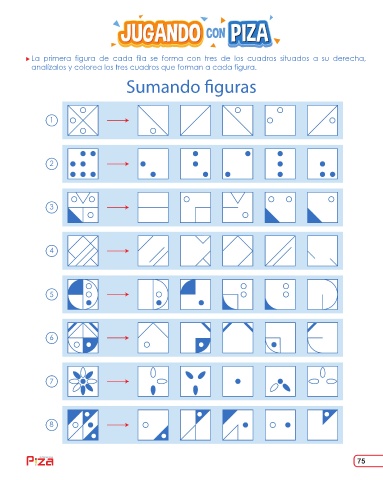 JUGANDO CON PIZA
La primera figura de cada fila se forma con tres de los cuadros situados a su derecha,
analízalos y colorea los tres cuadros que forman a cada figura.
Sumando figuras
1
2
3
4
5
6
7
8
PIZA
75